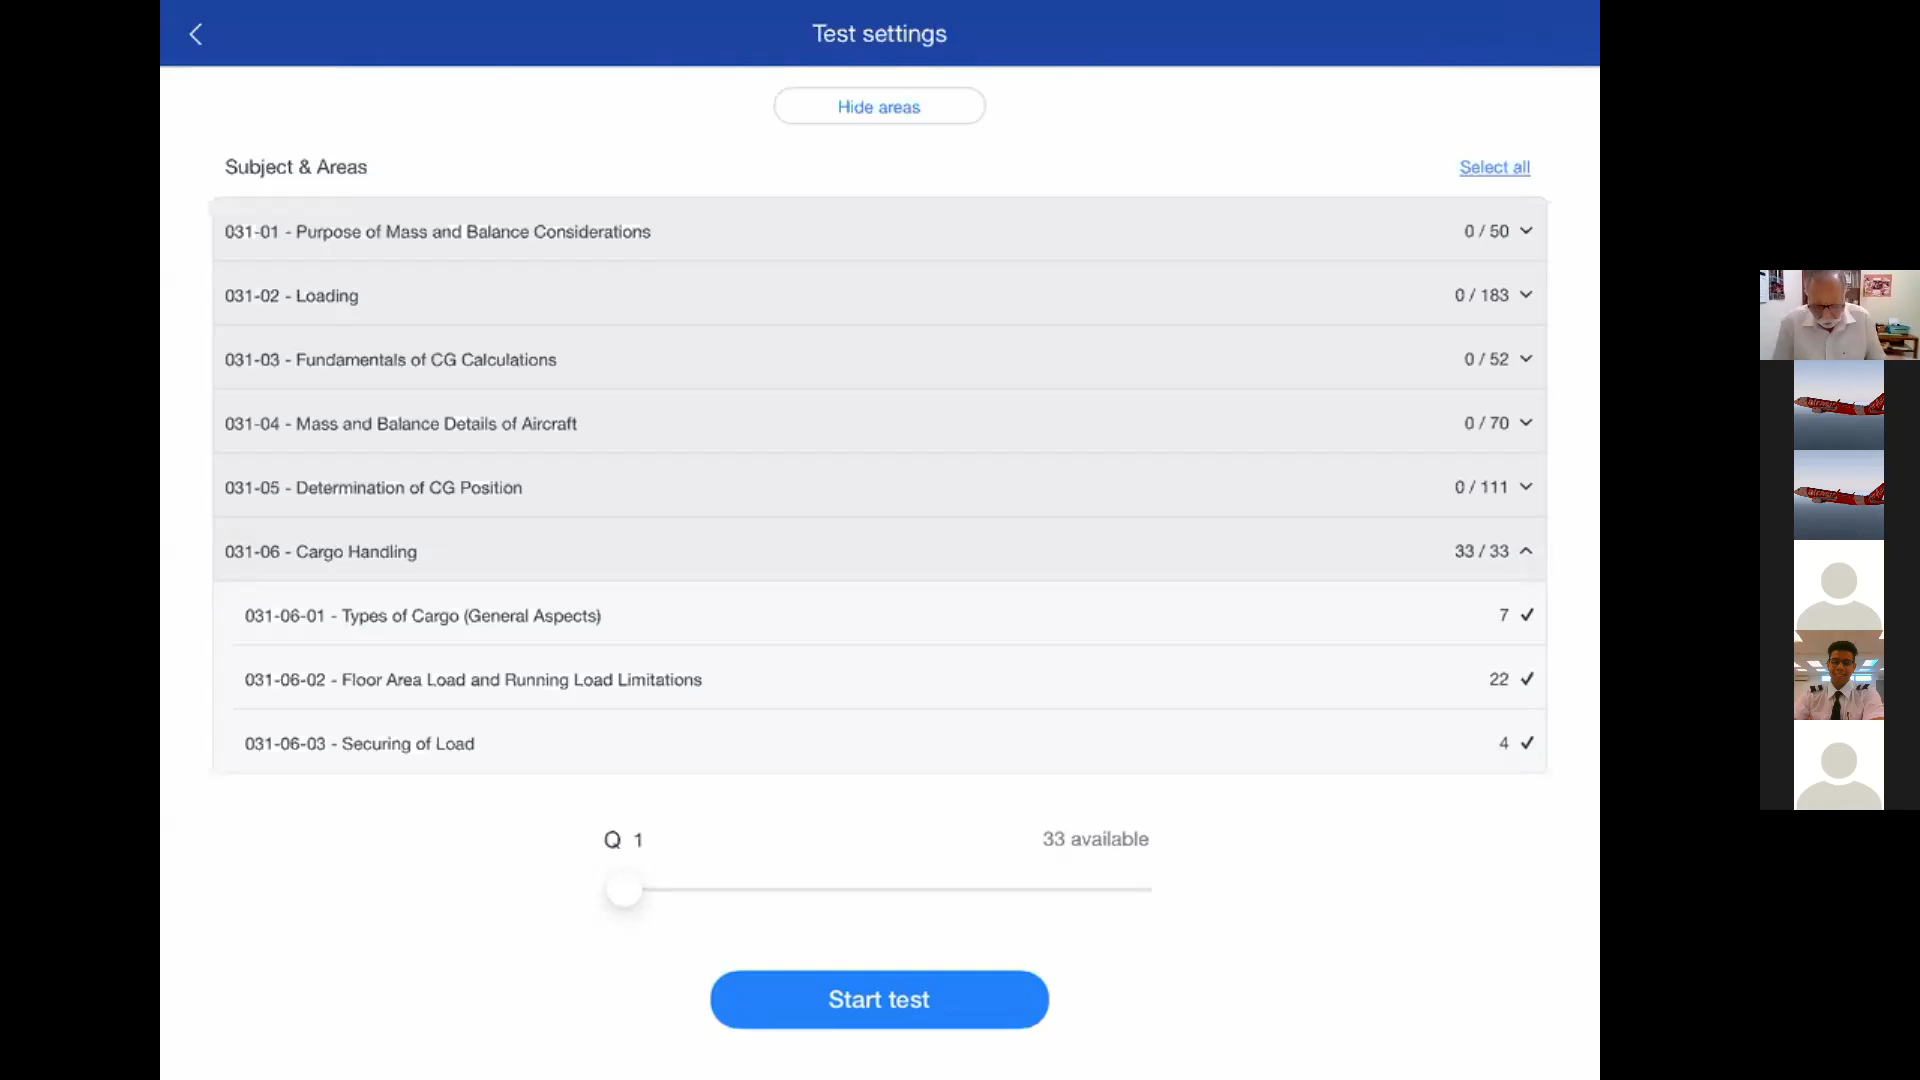 Test settings
Hide areas
Subject & Areas Select all
031-01 - Purpose of Mass and Balance Considerations 0 / 50
031-02 - Loading 0 / 183
031-03 - Fundamentals of CG Calculations 0 / 52
031-04 - Mass and Balance Details of Aircraft 0 / 70
031-05 - Determination of CG Position 0 / 111
031-06 - Cargo Handling 33 / 33
031-06-01 - Types of Cargo (General Aspects) 7
031-06-02 - Floor Area Load and Running Load Limitations 22
031-06-03 - Securing of Load 4
Q 1 33 available
Start test